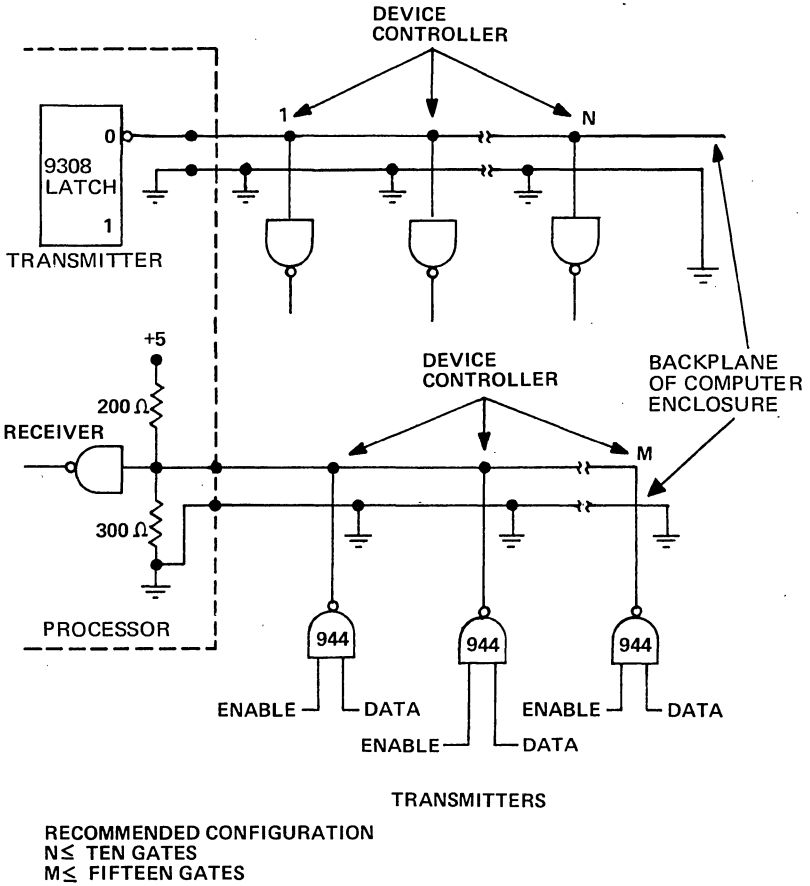 DEVICE
CONTROLLER
1
N
0
9308
LATCH
1
TRANSMITTER
+5
200 Ω
RECEIVER
300 Ω
PROCESSOR
DEVICE
CONTROLLER
M
BACKPLANE
OF COMPUTER
ENCLOSURE
944
944
944
ENABLE
DATA
ENABLE
DATA
ENABLE
DATA
TRANSMITTERS
RECOMMENDED CONFIGURATION
N≤ TEN GATES
M≤ FIFTEEN GATES